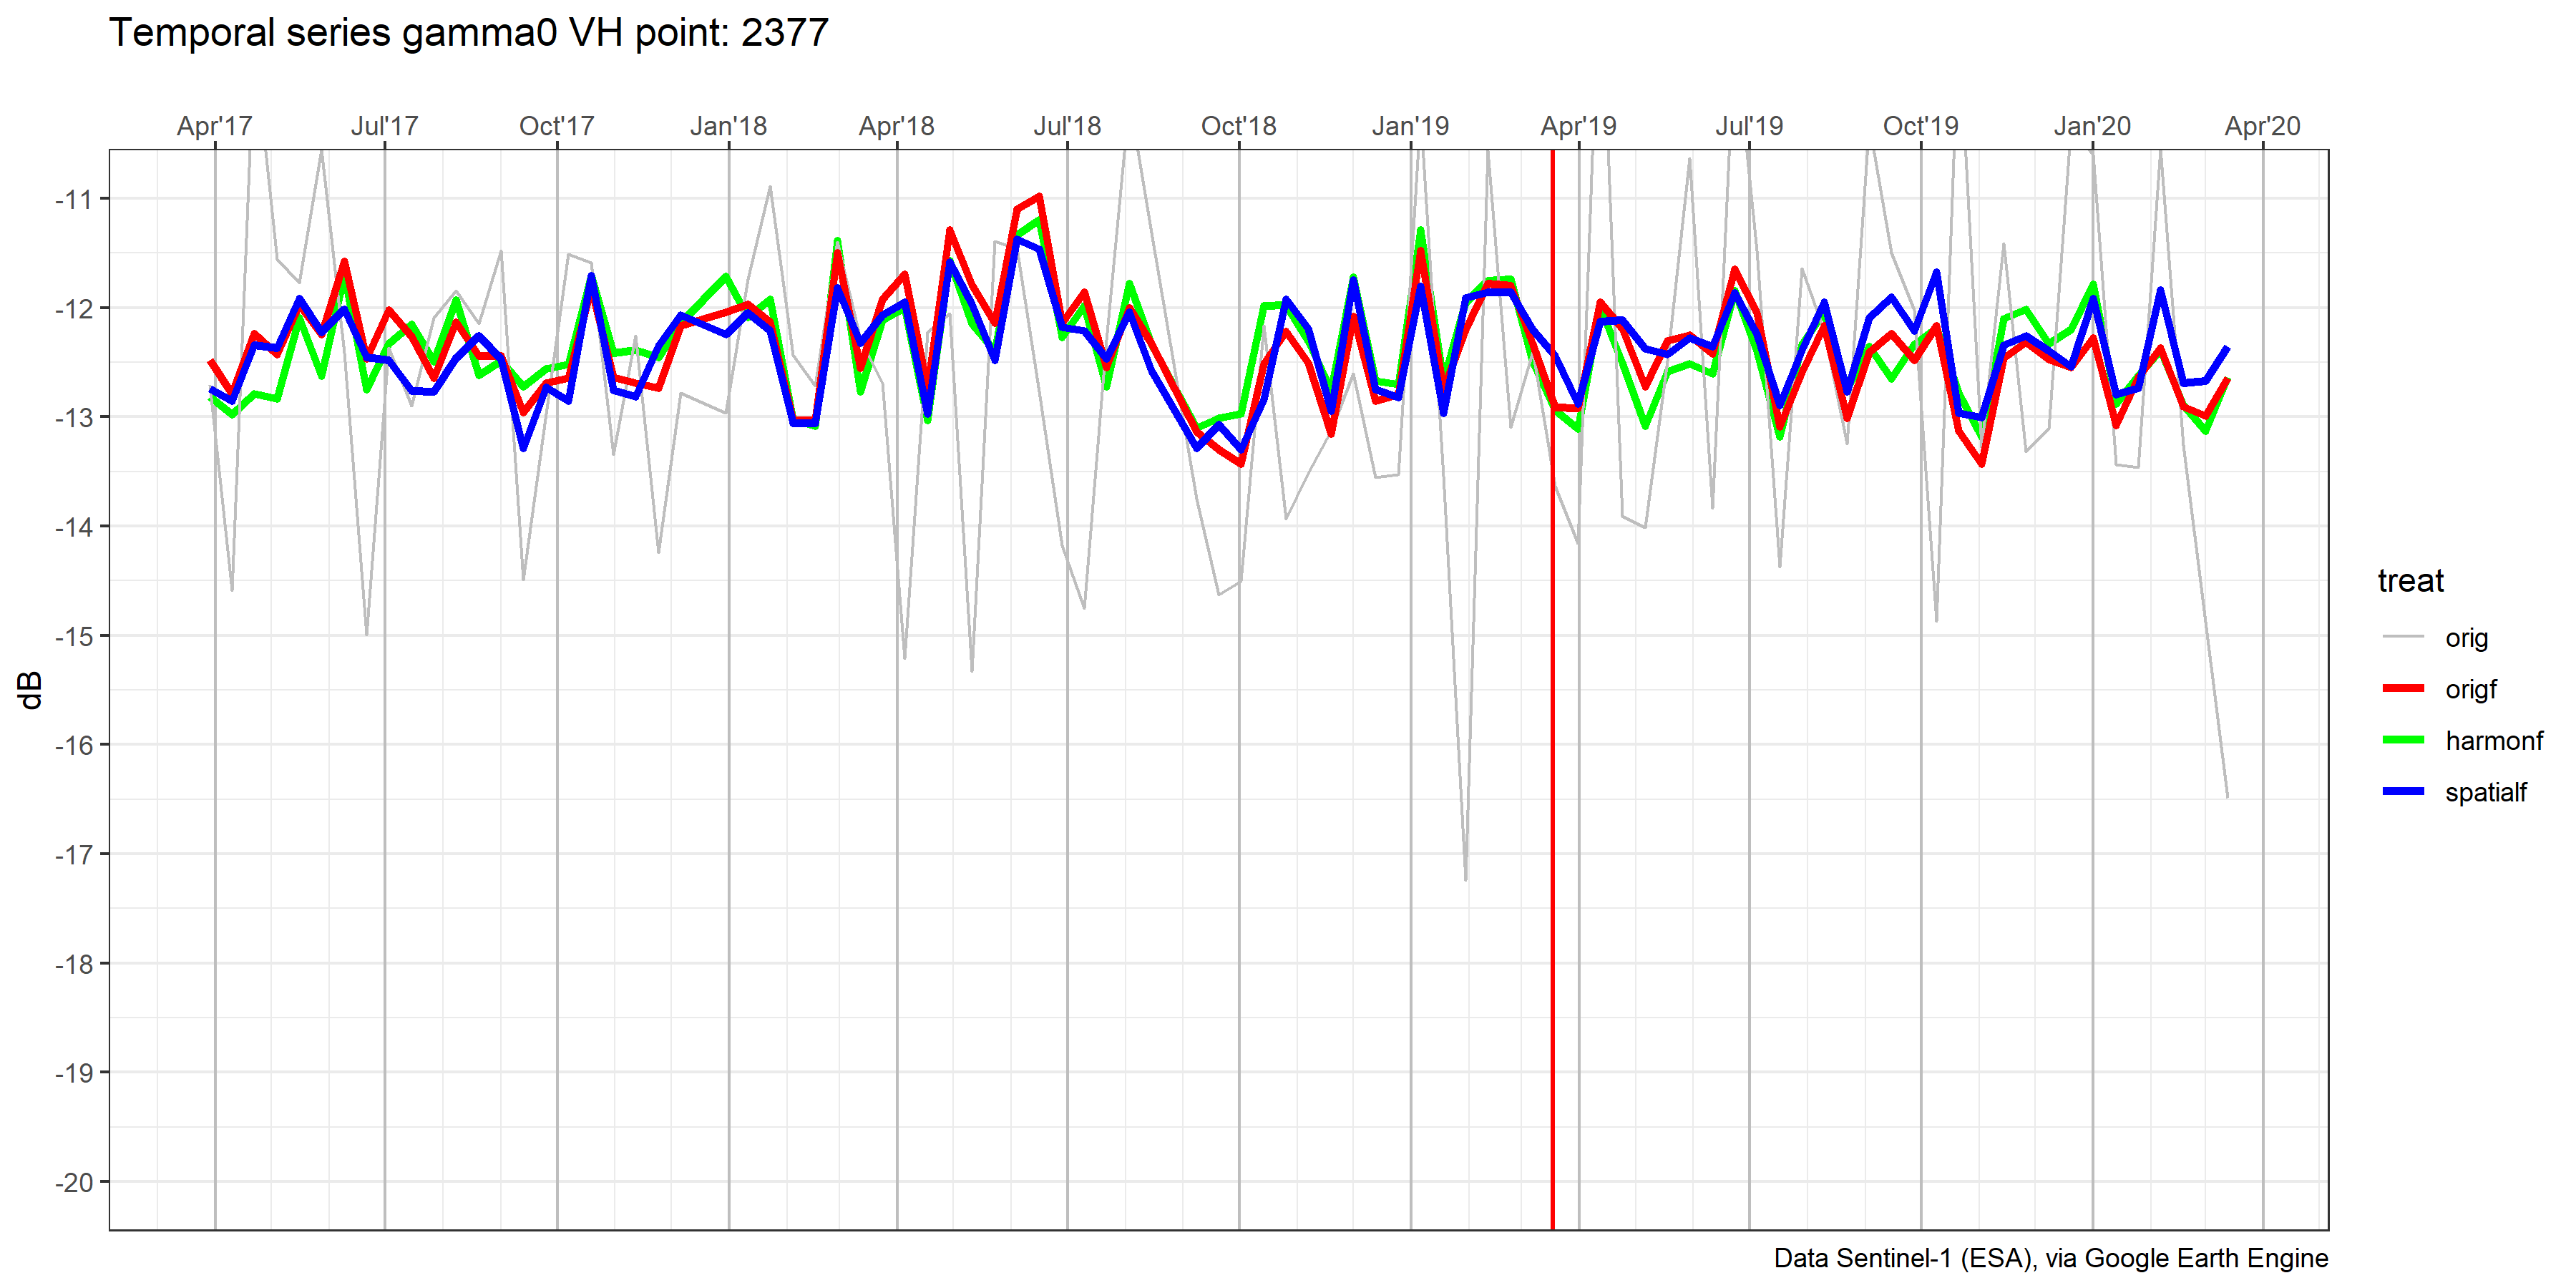 Temporal series gamma0 VH point: 2377
Apr'17 Jul'17 Oct'17 Jan'18 Apr'18 Jul'18 Oct'18 Jan'19 Apr'19 Jul'19 Oct'19 Jan'20 Apr'20
-11
-12
-13
-14
-15
-16
-17
-18
-19
-20
dB
treat
orig
origf
harmonf
spatialf
Data Sentinel-1 (ESA), via Google Earth Engine